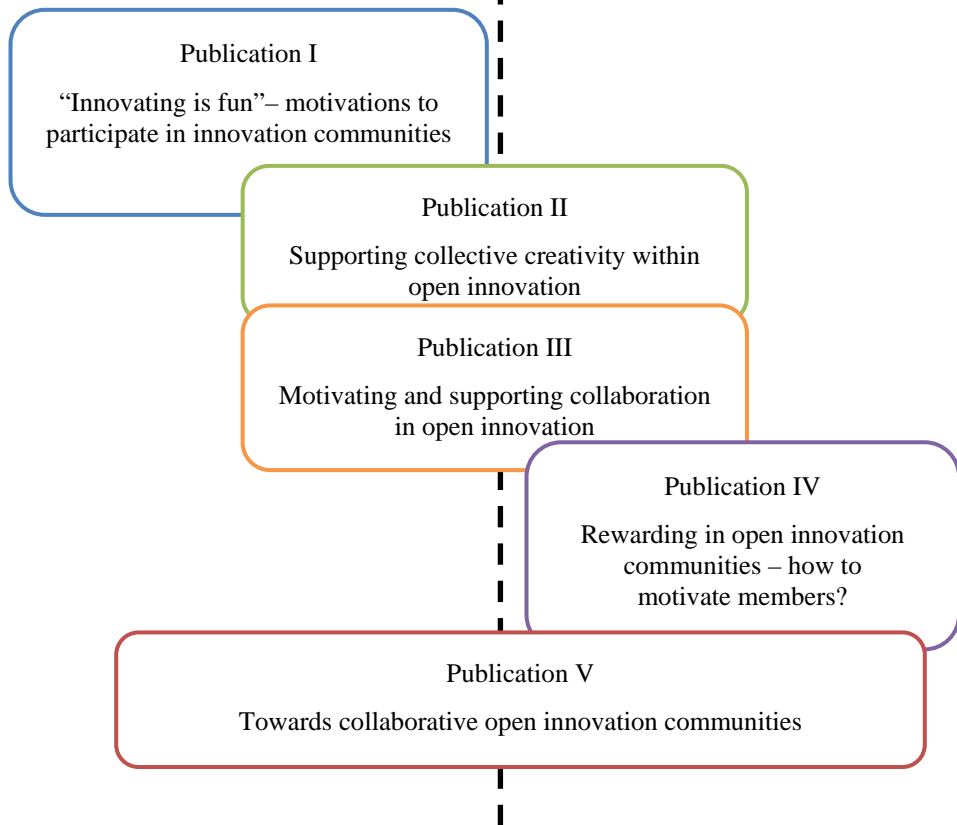 Publication I
“Innovating is fun”– motivations to
participate in innovation communities
Publication II
Supporting collective creativity within
open innovation
Publication III
Motivating and supporting collaboration
in open innovation
Publication IV
Rewarding in open innovation
communities – how to
motivate members?
Publication V
Towards collaborative open innovation communities